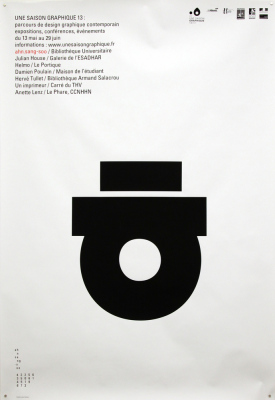 UNE SAISON GRAPHIQUE 13 :
parcours de design graphique contemporain
expositions, conférences, événements
du 13 mai au 29 juin
informations : www.unesaisongraphique.fr
ahn sang-soo / Bibliothèque Universitaire
Julian House / Galerie de l'ESADHAR
Helmo / Le Portique
Damien Poulain / Maison de l'étudiant
Hervé Tullet / Bibliothèque Armand Salacrou
Un imprimeur / Carré du THV
Anette Lenz / Le Phare, CCNHHN